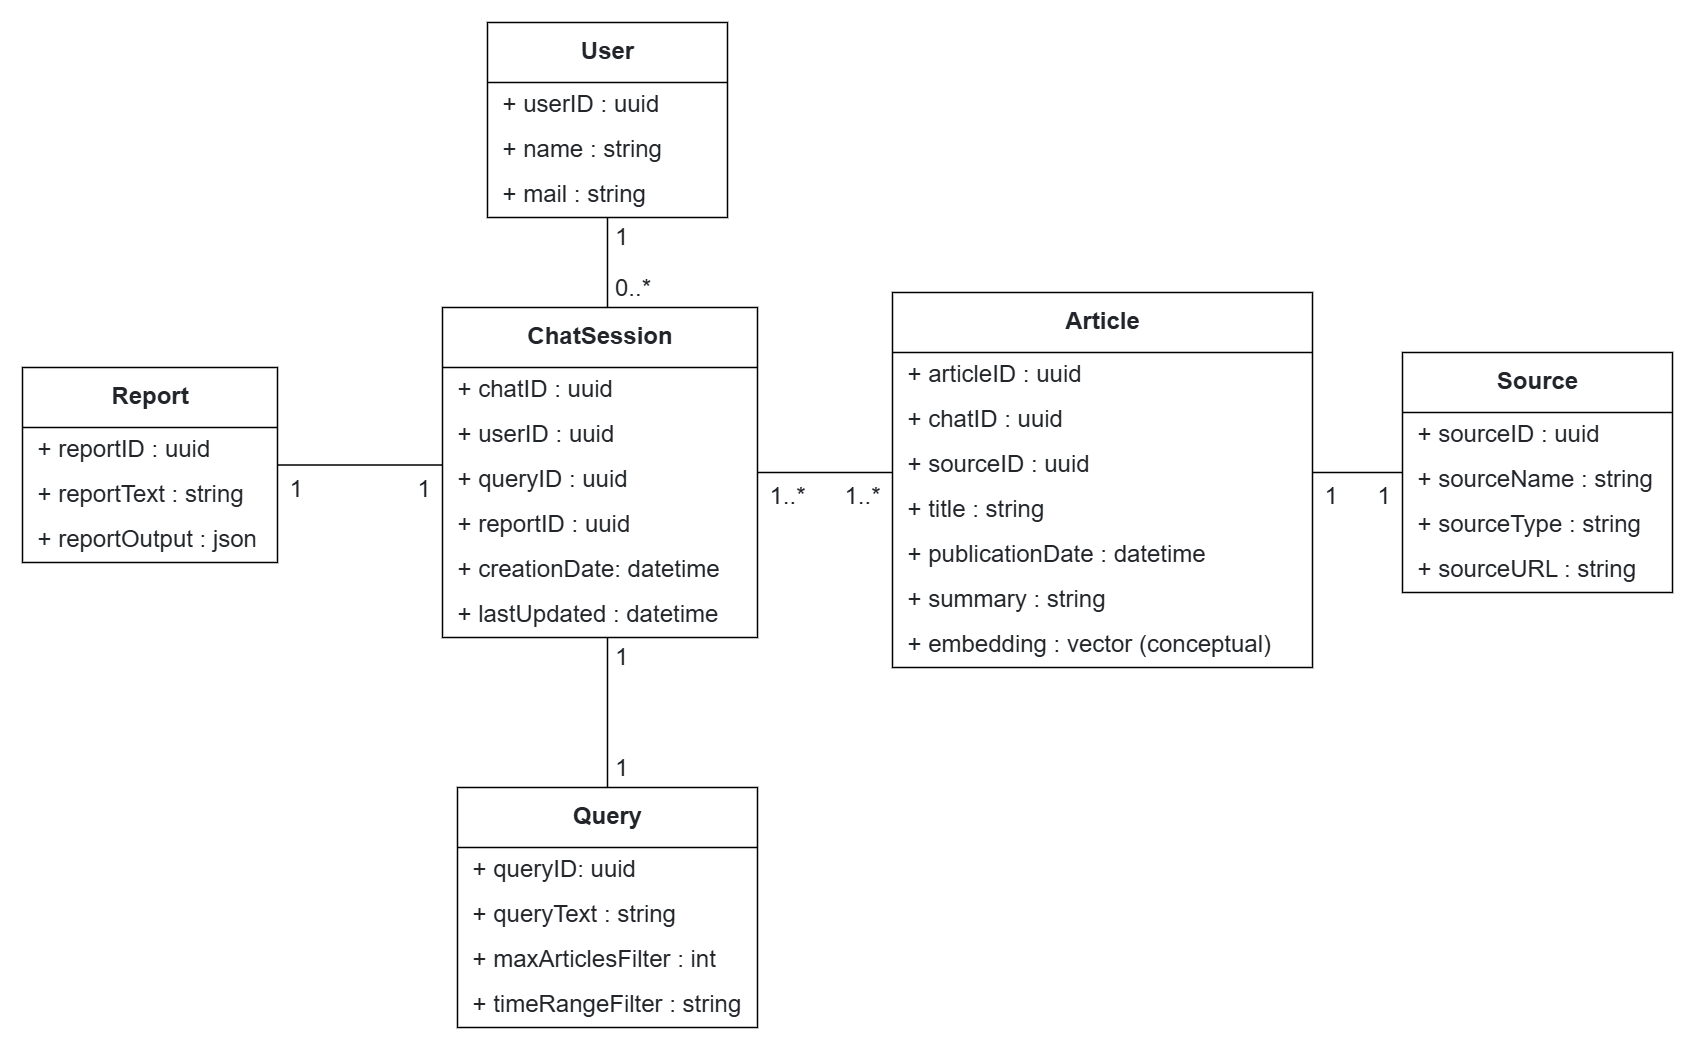 User
+ userID : uuid
+ name : string
+ mail : string
1
0..*
ChatSession
+ chatID : uuid
+ userID : uuid
+ queryID : uuid
+ reportID : uuid
+ creationDate: datetime
+ lastUpdated : datetime
Report
+ reportID : uuid
+ reportText : string
+ reportOutput : json
1
1
Article
+ articleID : uuid
+ chatID : uuid
+ sourceID : uuid
+ title : string
+ publicationDate : datetime
+ summary : string
+ embedding : vector (conceptual)
1..*
1..*
Source
+ sourceID : uuid
+ sourceName : string
+ sourceType : string
+ sourceURL : string
1
1
1
1
Query
+ queryID: uuid
+ queryText : string
+ maxArticlesFilter : int
+ timeRangeFilter : string